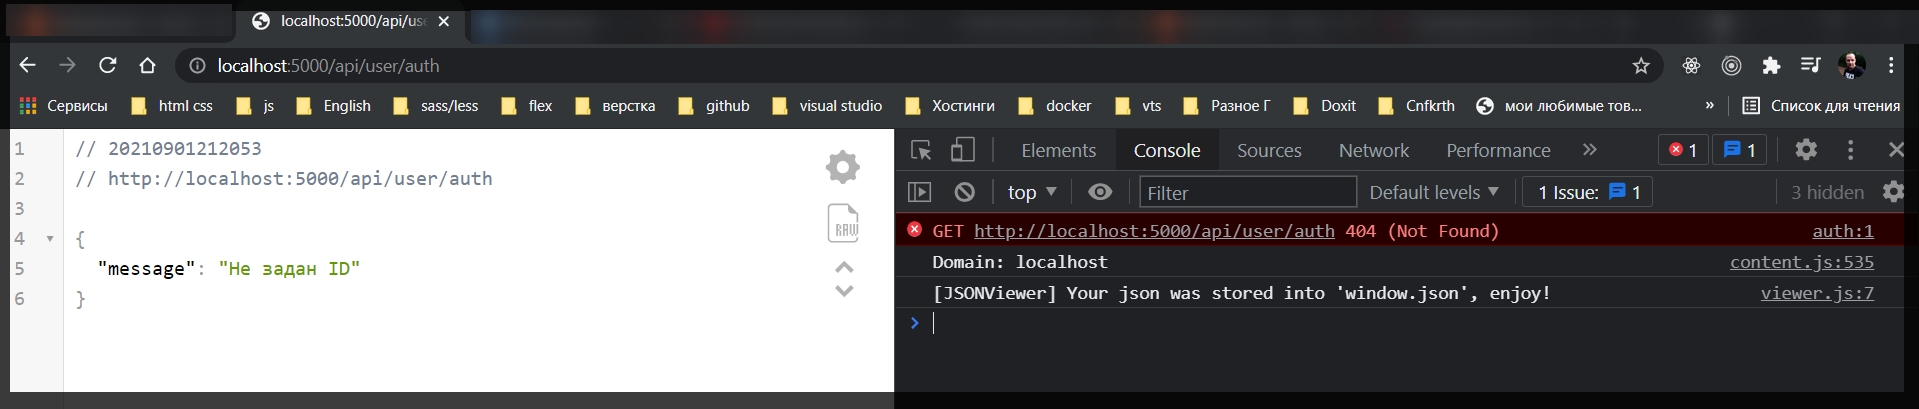 localhost:5000/api/us
localhost:5000/api/user/auth
Сервисы html css js English sass/less flex верстка github visual studio Хостинги docker vts Разное Г Doxit Cnfkrth мои любимые тов... » Список для чтения
1 // 20210901212053
2 // http://localhost:5000/api/user/auth
3
4 {
5 "message": "Не задан ID"
6 }
RAW
Elements Console Sources Network Performance » 1 1
top Filter Default levels 1 Issue: 1 3 hidden
GET http://localhost:5000/api/user/auth 404 (Not Found) auth:1
Domain: localhost content.js:535
[JSONViewer] Your json was stored into 'window.json', enjoy! viewer.js:7